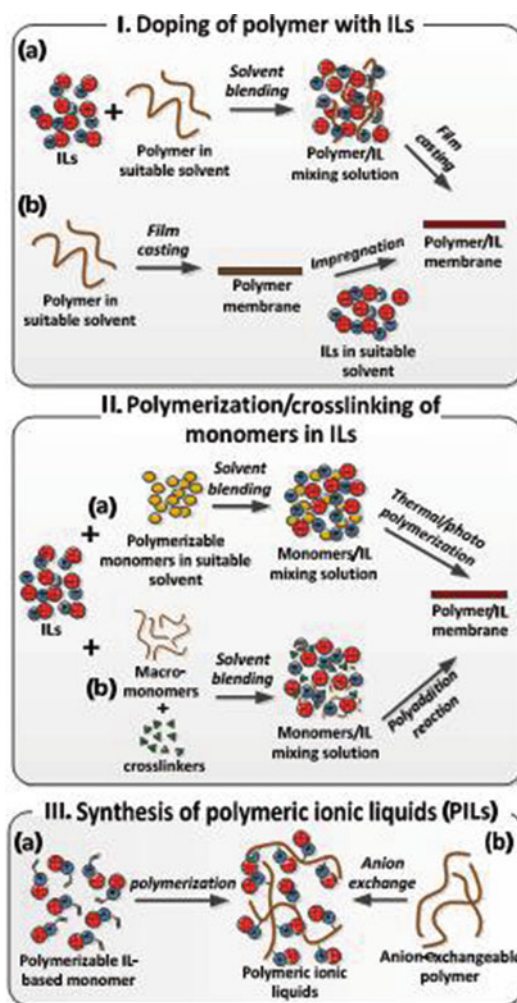 I. Doping of polymer with ILs
(a)
Solvent
blending
ILs
+
Polymer in
suitable solvent
Polymer/IL
mixing solution
Film
casting
(b)
Film
casting
Polymer in
suitable solvent
Polymer
membrane
Impregnation
Polymer/IL
membrane
ILs in suitable
solvent
II. Polymerization/crosslinking of
monomers in ILs
(a)
+
Solvent
blending
Polymerizable
monomers in suitable
solvent
Monomers/IL
mixing solution
Thermal/photo
polymerization
ILs
Polymer/IL
membrane
+
(b)
Macro-
monomers
+
crosslinkers
Solvent
blending
Monomers/IL
mixing solution
Polyaddition
reaction
III. Synthesis of polymeric ionic liquids (PILs)
(a)
polymerization
Anion
exchange
(b)
Polymerizable IL-
based monomer
Polymeric ionic
liquids
Anion-exchangeable
polymer